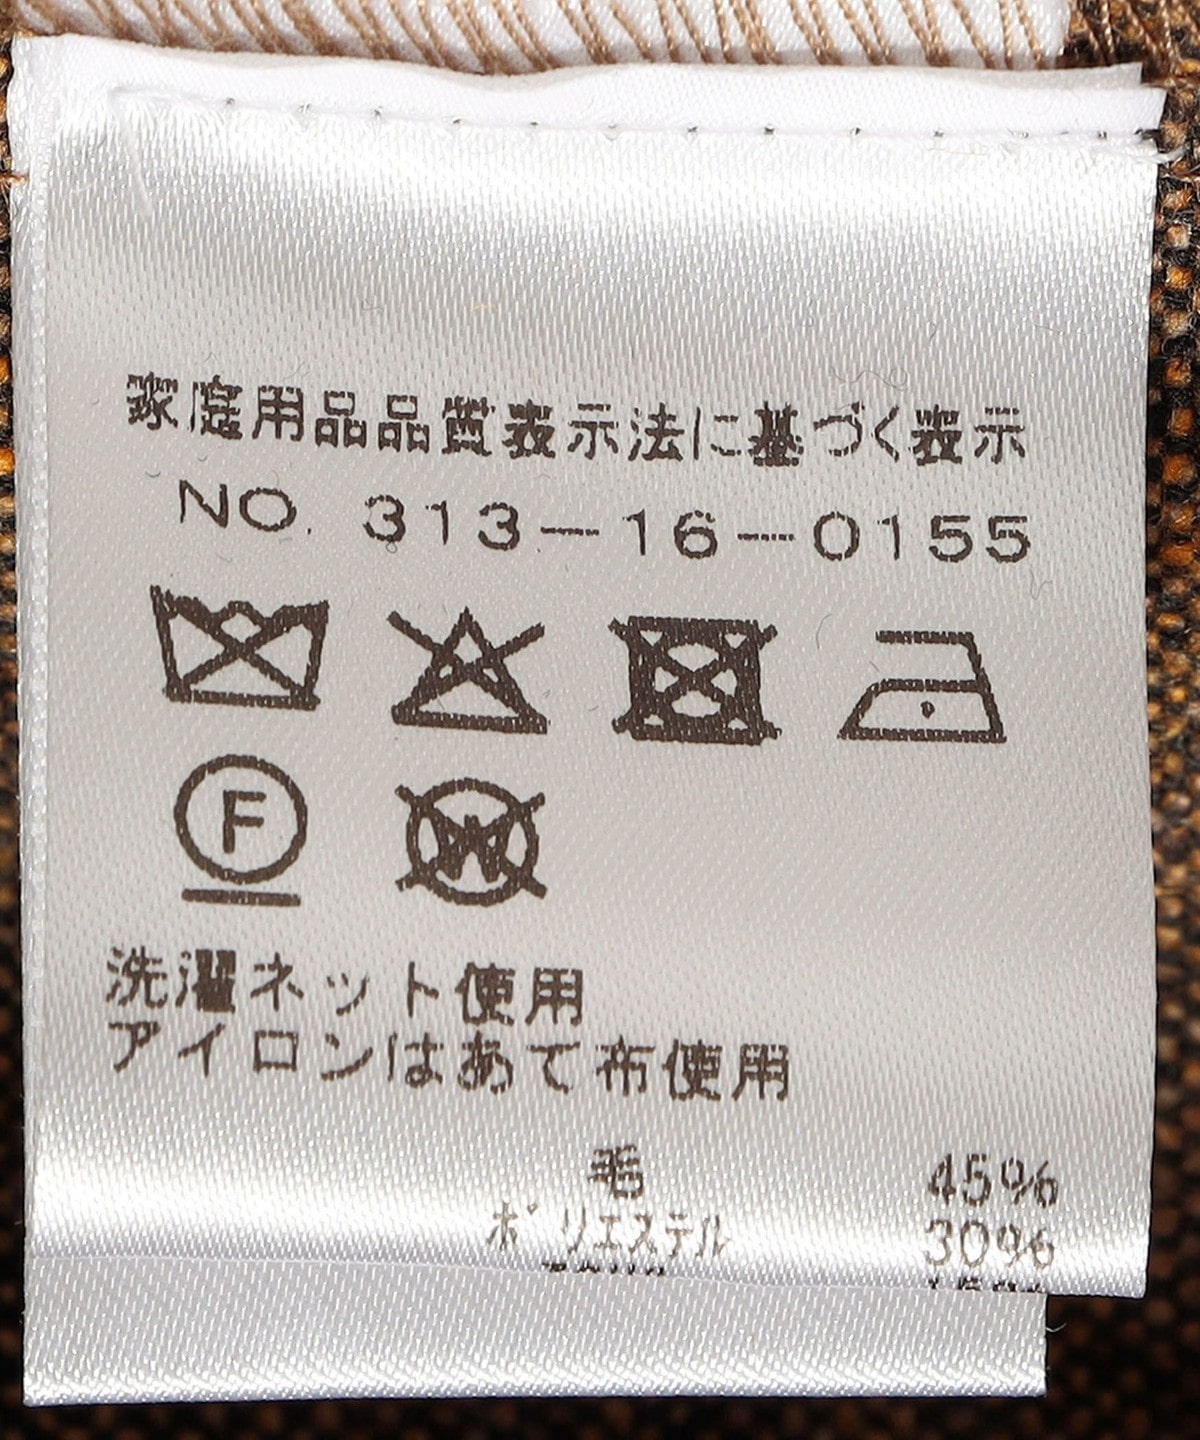 家庭用品品質表示法に基づく表示
NO. 313-16-0155
F
W
洗濯ネット使用
アイロンはあて布使用
毛 45%
ポリエステル 30%